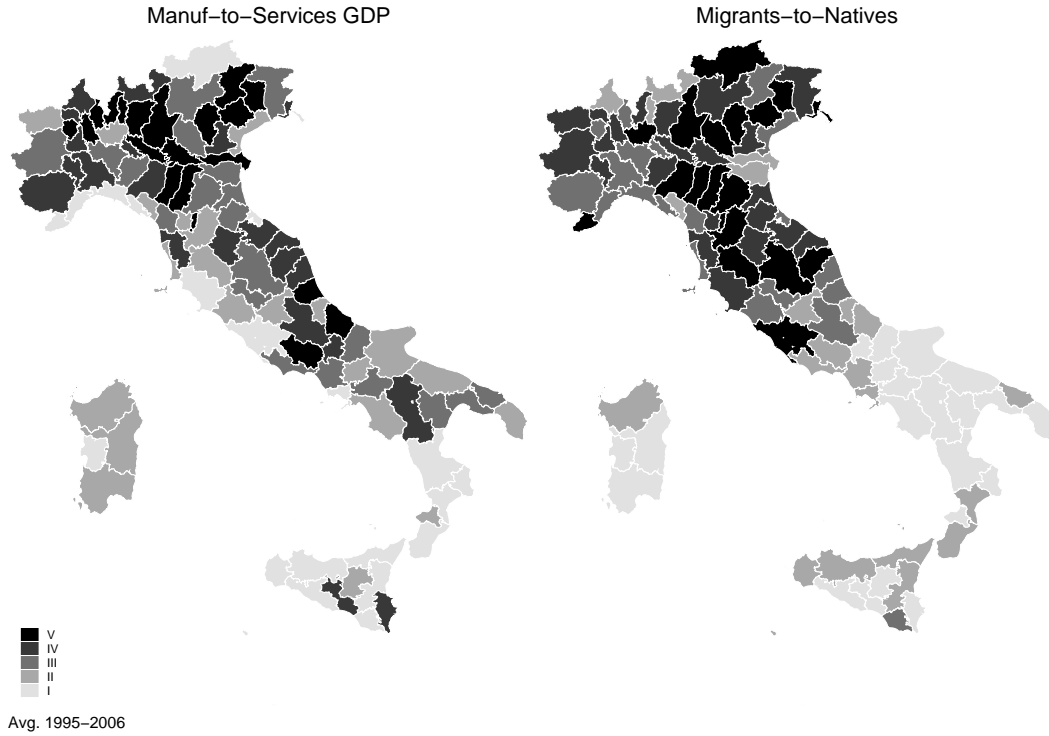 Manuf−to−Services GDP
Migrants−to−Natives
V
IV
III
II
I
Avg. 1995−2006